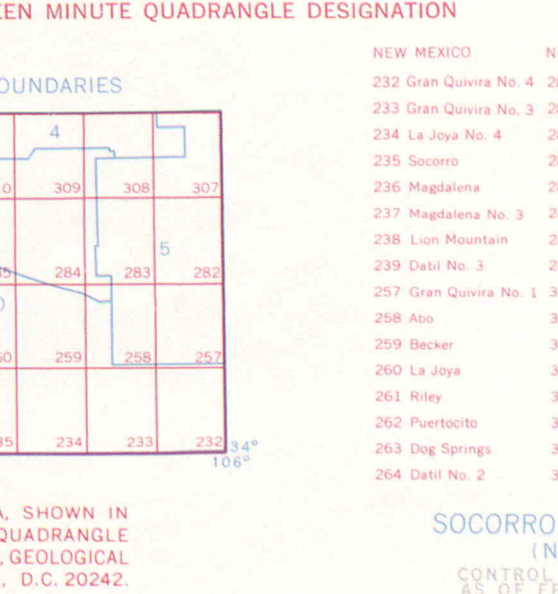 MINUTE QUADRANGLE DESIGNATION
OUNDARIES
4
309 308 307
5
284 283 282
259 258 257
234 233 232
34°
106°
NEW MEXICO
232 Gran Quivira No. 4
233 Gran Quivira No. 3
234 La Joya No. 4
235 Socorro
236 Magdalena
237 Magdalena No. 3
238 Lion Mountain
239 Datil No. 3
257 Gran Quivira No. 1
258 Abo
259 Becker
260 La Joya
261 Riley
262 Puertocito
263 Dog Springs
264 Datil No. 2
A, SHOWN IN
QUADRANGLE
, GEOLOGICAL
, D.C. 20242.
SOCORRO
(N
CONTROL
AS OF